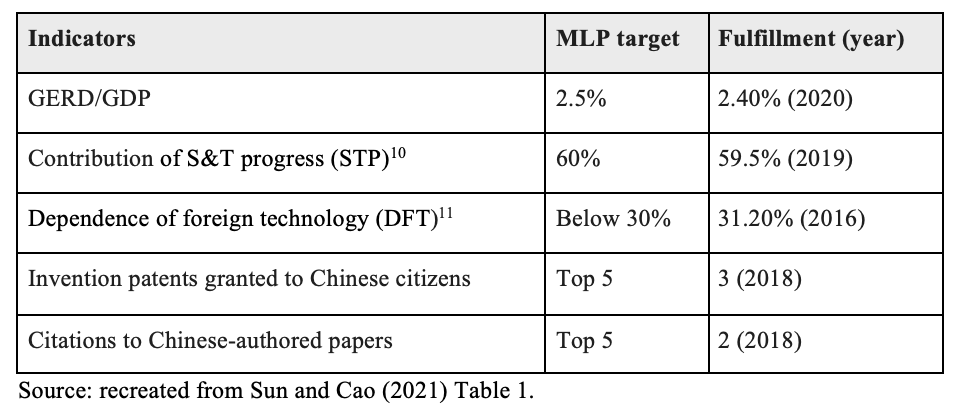 Indicators MLP target Fulfillment (year)
GERD/GDP 2.5% 2.40% (2020)
Contribution of S&T progress (STP)¹⁰ 60% 59.5% (2019)
Dependence of foreign technology (DFT)¹¹ Below 30% 31.20% (2016)
Invention patents granted to Chinese citizens Top 5 3 (2018)
Citations to Chinese-authored papers Top 5 2 (2018)
Source: recreated from Sun and Cao (2021) Table 1.